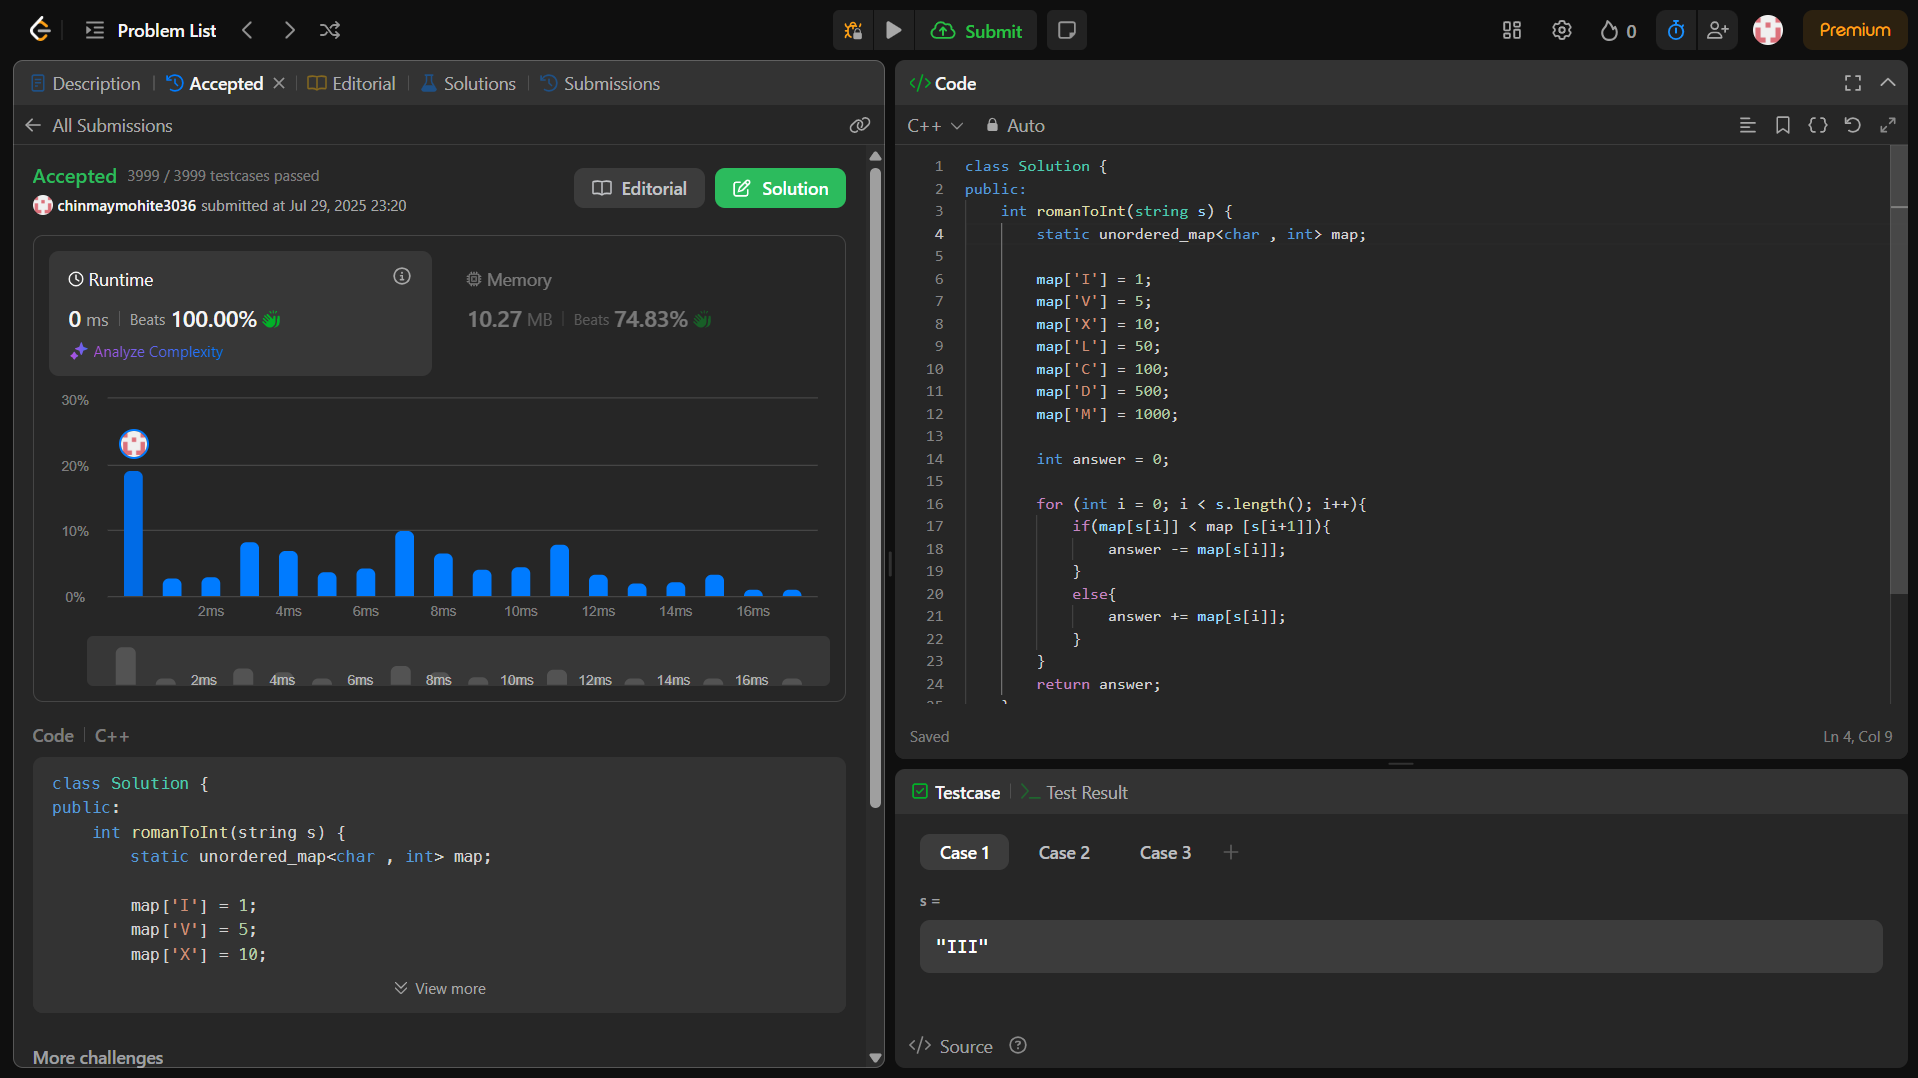 Problem List
Submit
0
Premium
Description
Accepted
Editorial
Solutions
Submissions
All Submissions
Accepted 3999 / 3999 testcases passed
chinmaymohite3036 submitted at Jul 29, 2025 23:20
Editorial
Solution
Runtime
0 ms Beats 100.00%
Analyze Complexity
Memory
10.27 MB Beats 74.83%
30%
20%
10%
0%
2ms 4ms 6ms 8ms 10ms 12ms 14ms 16ms
2ms 4ms 6ms 8ms 10ms 12ms 14ms 16ms
Code C++
class Solution {
public:
int romanToInt(string s) {
static unordered_map<char , int> map;
map['I'] = 1;
map['V'] = 5;
map['X'] = 10;
View more
More challenges
</> Code
C++ Auto
1 class Solution {
2 public:
3 int romanToInt(string s) {
4 static unordered_map<char , int> map;
5
6 map['I'] = 1;
7 map['V'] = 5;
8 map['X'] = 10;
9 map['L'] = 50;
10 map['C'] = 100;
11 map['D'] = 500;
12 map['M'] = 1000;
13
14 int answer = 0;
15
16 for (int i = 0; i < s.length(); i++){
17 if(map[s[i]] < map [s[i+1]]){
18 answer -= map[s[i]];
19 }
20 else{
21 answer += map[s[i]];
22 }
23 }
24 return answer;
Saved
Ln 4, Col 9
Testcase
Test Result
Case 1
Case 2
Case 3
s =
"III"
</> Source